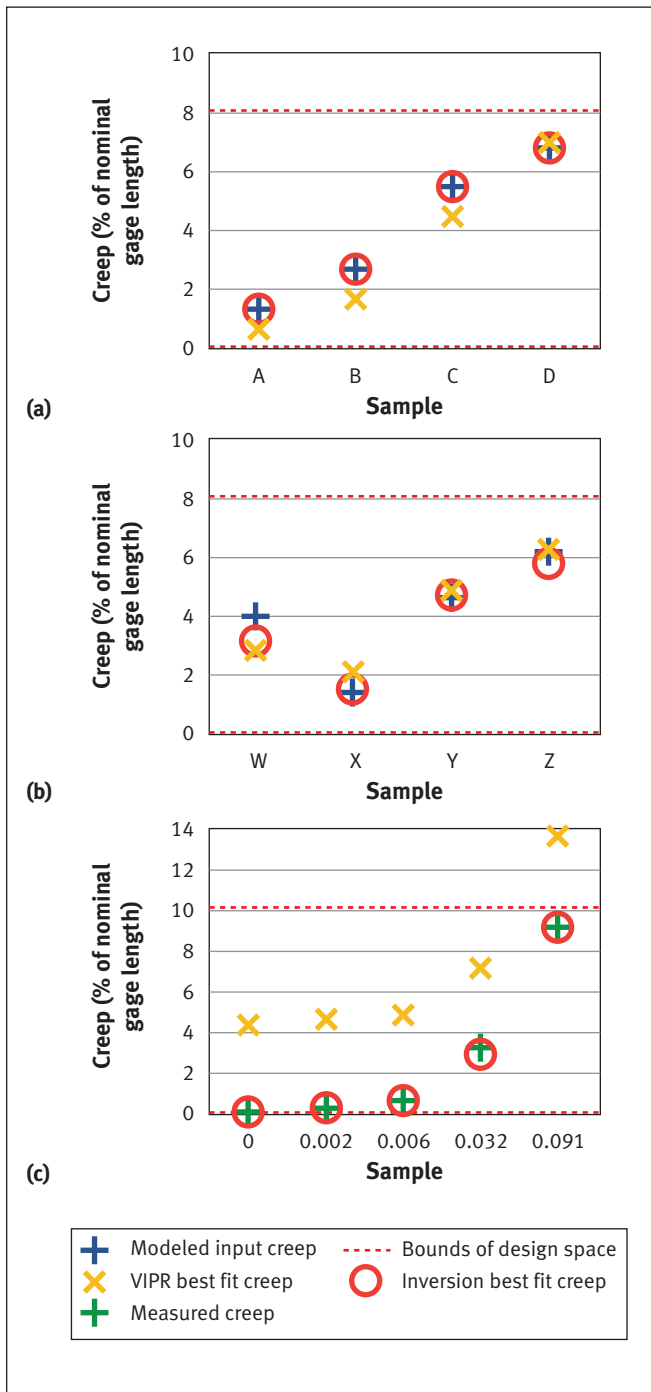 10
8
6
4
2
0
Creep (% of nominal
gage length)
A B C D
Sample
(a)
10
8
6
4
2
0
Creep (% of nominal
gage length)
W X Y Z
Sample
(b)
14
12
10
8
6
4
2
0
Creep (% of nominal
gage length)
0 0.002 0.006 0.032 0.091
Sample
(c)
Modeled input creep
VIPR best fit creep
Measured creep
Bounds of design space
Inversion best fit creep